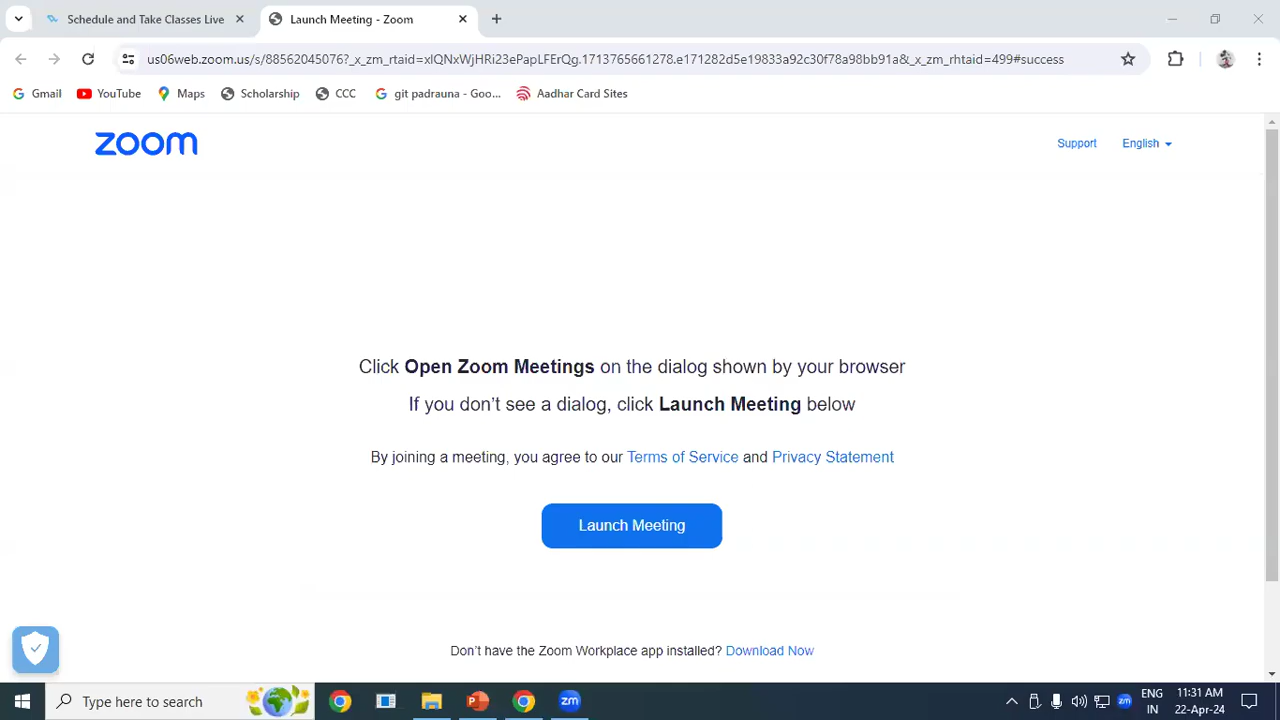 Schedule and Take Classes Live
Launch Meeting - Zoom
us06web.zoom.us/s/88562045076?_x_zm_rtaid=xlQNxWjHRi23ePapLFErQg.1713765661278.e171282d5e19833a92c30f78a98bb91a&_x_zm_rhtaid=499#success
Gmail YouTube Maps Scholarship CCC git padrauna - Goo... Aadhar Card Sites
zoom
Support English
Click Open Zoom Meetings on the dialog shown by your browser
If you don't see a dialog, click Launch Meeting below
By joining a meeting, you agree to our Terms of Service and Privacy Statement
Launch Meeting
Don't have the Zoom Workplace app installed? Download Now
Type here to search
zm
zm
ENG
IN
11:31 AM
22-Apr-24